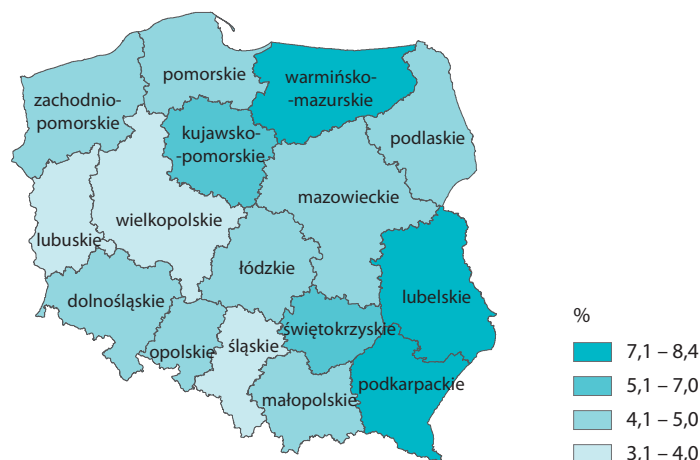 pomorskie
warmińsko-
-mazurskie
zachodnio-
pomorskie
kujawsko-
-pomorskie
podlaskie
mazowieckie
wielkopolskie
lubuskie
łódzkie
dolnośląskie
lubelskie
świętokrzyskie
śląskie
opolskie
podkarpackie
małopolskie
%
7,1 – 8,4
5,1 – 7,0
4,1 – 5,0
3,1 – 4,0